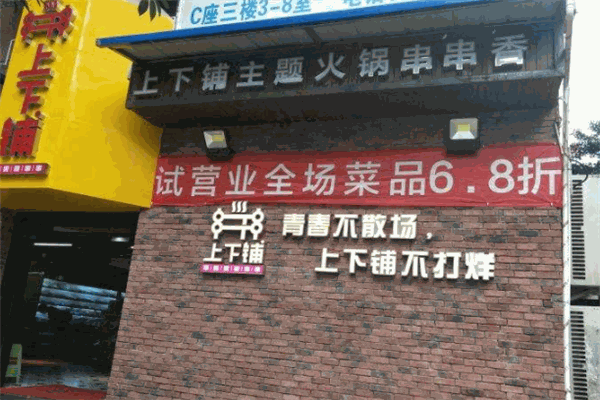 C座三楼3-8室
上下铺
上下铺主题火锅串串香
试营业全场菜品6.8折
上下铺
青春不散场，
上下铺不打烊